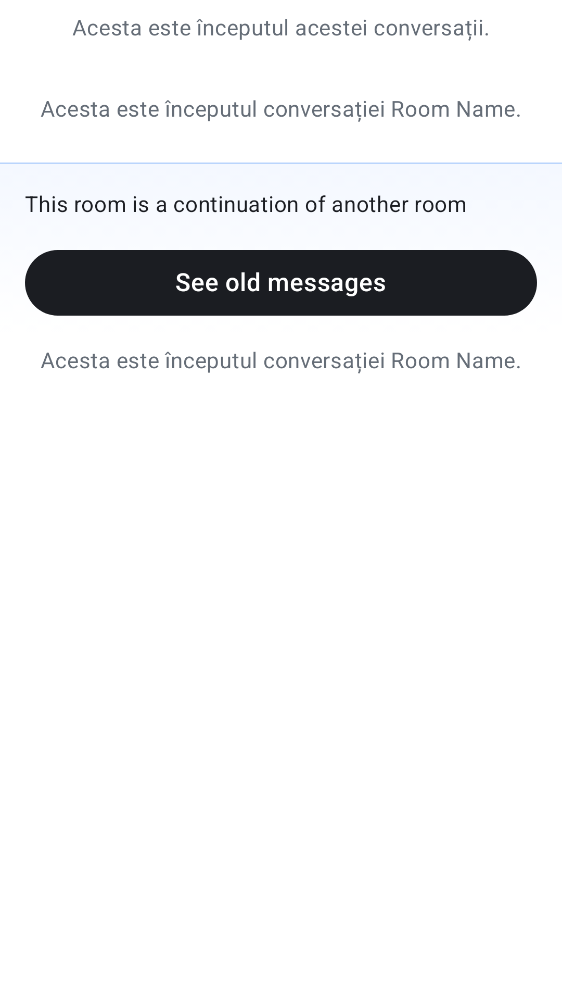 Acesta este începutul acestei conversații.
Acesta este începutul conversației Room Name.
This room is a continuation of another room
See old messages
Acesta este începutul conversației Room Name.